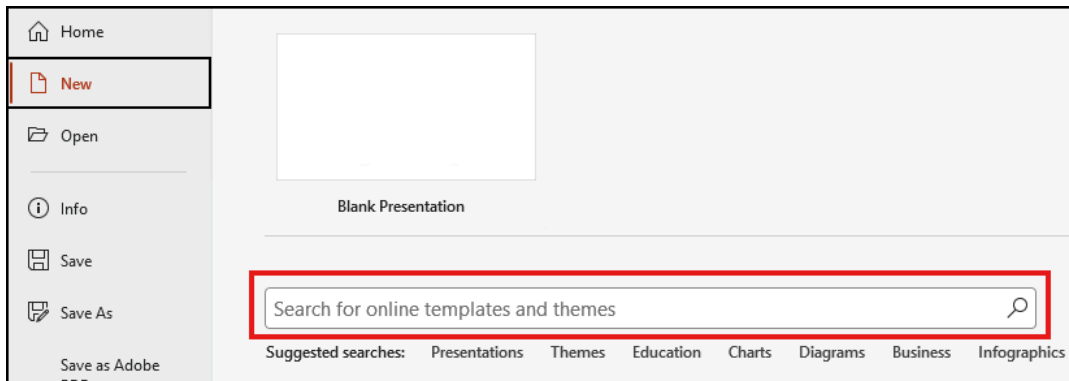 Home
New
Open
Info
Save
Save As
Save as Adobe
Blank Presentation
Search for online templates and themes
Suggested searches: Presentations Themes Education Charts Diagrams Business Infographics